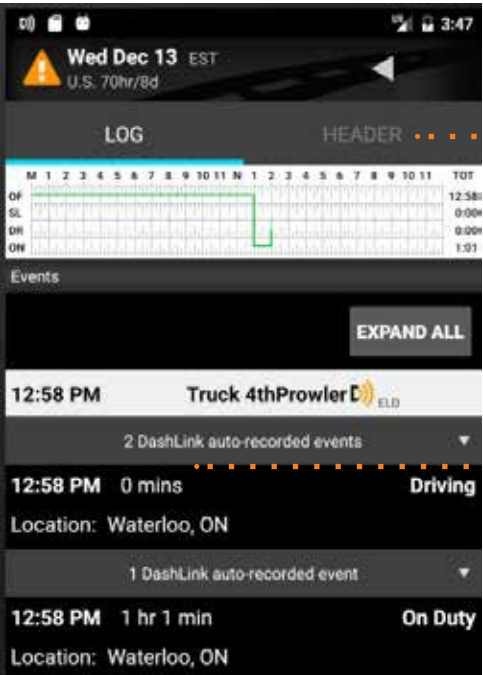 3:47
Wed Dec 13 EST
U.S. 70hr/8d
LOG HEADER
M 1 2 3 4 5 6 7 8 9 10 11 N 1 2 3 4 5 6 7 8 9 10 11 TOT
OF 12:58
SL 0:00
DR 0:00
ON 1:01
Events
EXPAND ALL
12:58 PM Truck 4thProwler ELD
2 DashLink auto-recorded events
12:58 PM 0 mins Driving
Location: Waterloo, ON
1 DashLink auto-recorded event
12:58 PM 1 hr 1 min On Duty
Location: Waterloo, ON